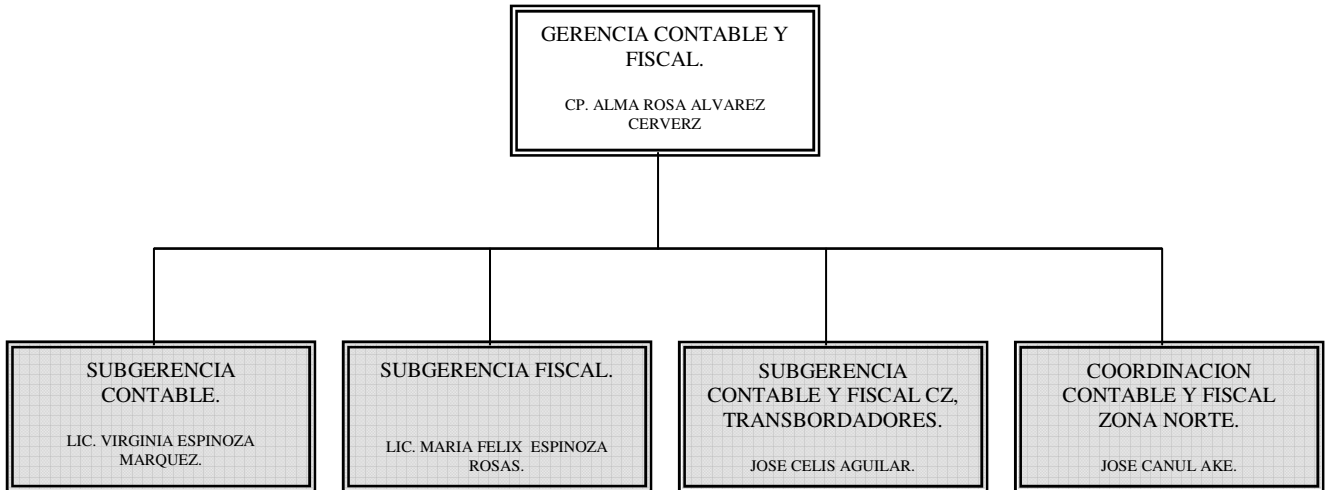 GERENCIA CONTABLE Y
FISCAL.
CP. ALMA ROSA ALVAREZ
CERVERZ
SUBGERENCIA
CONTABLE.
LIC. VIRGINIA ESPINOZA
MARQUEZ.
SUBGERENCIA FISCAL.
LIC. MARIA FELIX ESPINOZA
ROSAS.
SUBGERENCIA
CONTABLE Y FISCAL CZ,
TRANSBORDADORES.
JOSE CELIS AGUILAR.
COORDINACION
CONTABLE Y FISCAL
ZONA NORTE.
JOSE CANUL AKE.